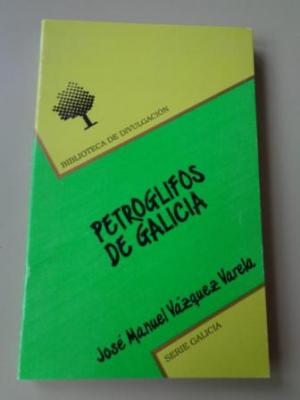 BIBLIOTECA DE DIVULGACIÓN
PETROGLIFOS
DE GALICIA
José Manuel Vázquez Varela
SERIE GALICIA